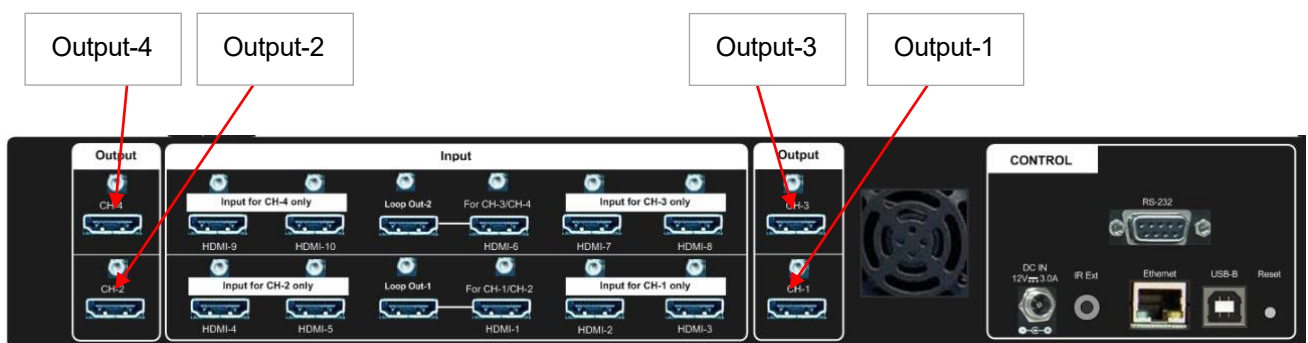 Output-4
Output-2
Output-3
Output-1
Output
Input
Output
CONTROL
CH-4
Input for CH-4 only
Loop Out-2
For CH-3/CH-4
Input for CH-3 only
CH-3
RS-232
HDMI-9
HDMI-10
HDMI-6
HDMI-7
HDMI-8
CH-2
Input for CH-2 only
Loop Out-1
For CH-1/CH-2
Input for CH-1 only
CH-1
DC IN
12V⎓3.0A
IR Ext
Ethernet
USB-B
Reset
HDMI-4
HDMI-5
HDMI-1
HDMI-2
HDMI-3